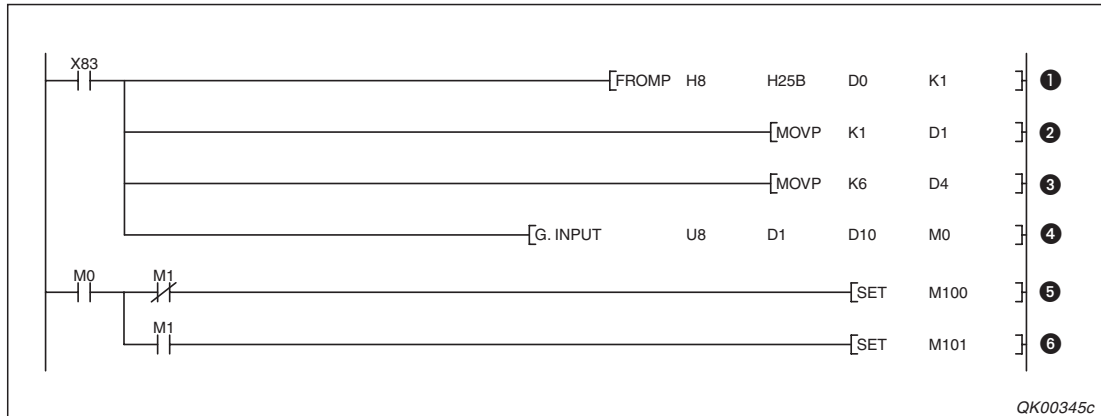 X83
[FROMP H8 H25B D0 K1 ] 1
[MOVP K1 D1 ] 2
[MOVP K6 D4 ] 3
[G. INPUT U8 D1 D10 M0 ] 4
M0 M1
[SET M100 ] 5
M1
[SET M101 ] 6
QK00345c